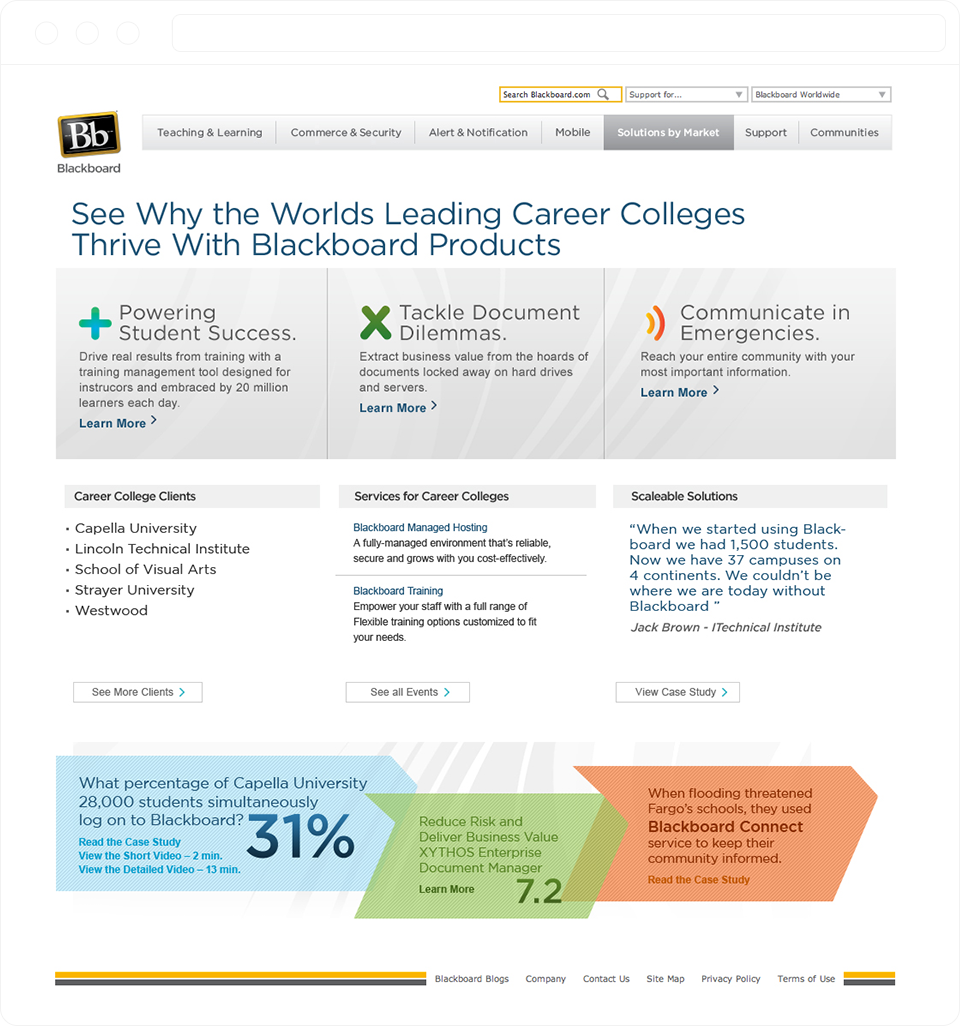 Search Blackboard.com
Support for...
Blackboard Worldwide
Bb
Blackboard
Teaching & Learning
Commerce & Security
Alert & Notification
Mobile
Solutions by Market
Support
Communities
See Why the Worlds Leading Career Colleges
Thrive With Blackboard Products
Powering
Student Success.
Drive real results from training with a
training management tool designed for
instrucors and embraced by 20 million
learners each day.
Learn More
Tackle Document
Dilemmas.
Extract business value from the hoards of
documents locked away on hard drives
and servers.
Learn More
Communicate in
Emergencies.
Reach your entire community with your
most important information.
Learn More
Career College Clients
• Capella University
• Lincoln Technical Institute
• School of Visual Arts
• Strayer University
• Westwood
See More Clients
Services for Career Colleges
Blackboard Managed Hosting
A fully-managed environment that's reliable,
secure and grows with you cost-effectively.
Blackboard Training
Empower your staff with a full range of
Flexible training options customized to fit
your needs.
See all Events
Scaleable Solutions
“When we started using Black-
board we had 1,500 students.
Now we have 37 campuses on
4 continents. We couldn’t be
where we are today without
Blackboard ”
Jack Brown - ITechnical Institute
View Case Study
What percentage of Capella University
28,000 students simultaneously
log on to Blackboard?
31%
Read the Case Study
View the Short Video – 2 min.
View the Detailed Video – 13 min.
Reduce Risk and
Deliver Business Value
XYTHOS Enterprise
Document Manager
Learn More
7.2
When flooding threatened
Fargo’s schools, they used
Blackboard Connect
service to keep their
community informed.
Read the Case Study
Blackboard Blogs
Company
Contact Us
Site Map
Privacy Policy
Terms of Use